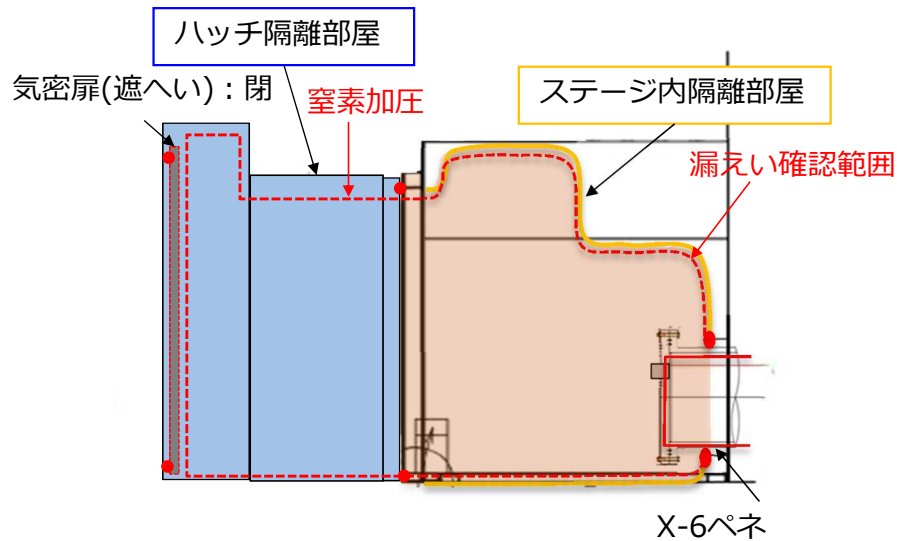 ハッチ隔離部屋
気密扉(遮へい)：閉
窒素加圧
ステージ内隔離部屋
漏えい確認範囲
X-6ペネ